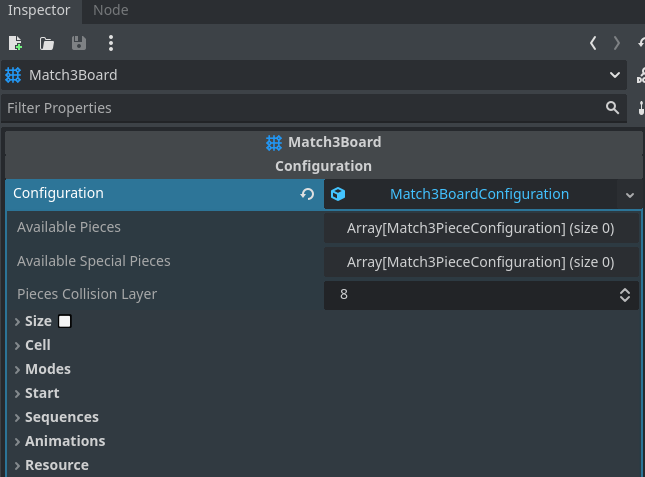 Inspector Node
Match3Board
Filter Properties
Match3Board
Configuration
Configuration Match3BoardConfiguration
Available Pieces Array[Match3PieceConfiguration] (size 0)
Available Special Pieces Array[Match3PieceConfiguration] (size 0)
Pieces Collision Layer 8
Size
Cell
Modes
Start
Sequences
Animations
Resource